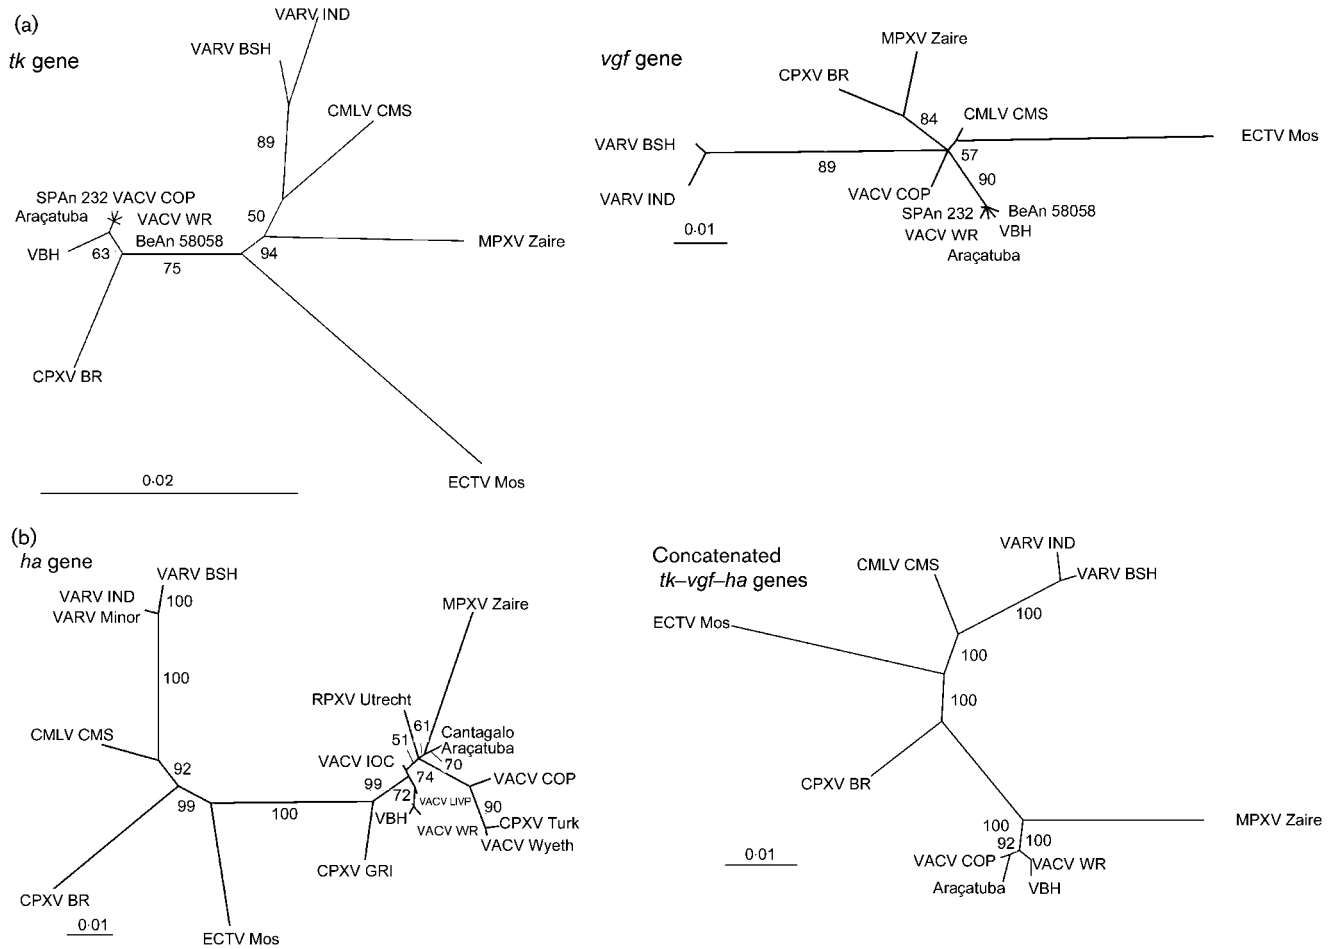 (a)
tk gene
VARV IND
VARV BSH
CMLV CMS
89
SPAn 232 VACV COP
Araçatuba
VACV WR
50
VBH
63
BeAn 58058
94
MPXV Zaire
75
CPXV BR
ECTV Mos
0·02
vgf gene
MPXV Zaire
CPXV BR
84
CMLV CMS
VARV BSH
ECTV Mos
89
57
VARV IND
VACV COP
90
SPAn 232
BeAn 58058
VACV WR
VBH
0·01
Araçatuba
(b)
ha gene
VARV BSH
VARV IND
100
VARV Minor
MPXV Zaire
100
RPXV Utrecht
61
Cantagalo
CMLV CMS
51
Araçatuba
VACV IOC
70
92
74
VACV COP
99
72
99
VACV LIVP
90
100
VBH
CPXV Turk
VACV WR
VACV Wyeth
CPXV GRI
CPXV BR
0·01
ECTV Mos
Concatenated
tk–vgf–ha genes
VARV IND
CMLV CMS
VARV BSH
ECTV Mos
100
100
100
CPXV BR
100
MPXV Zaire
92
100
0·01
VACV COP
VACV WR
Araçatuba
VBH